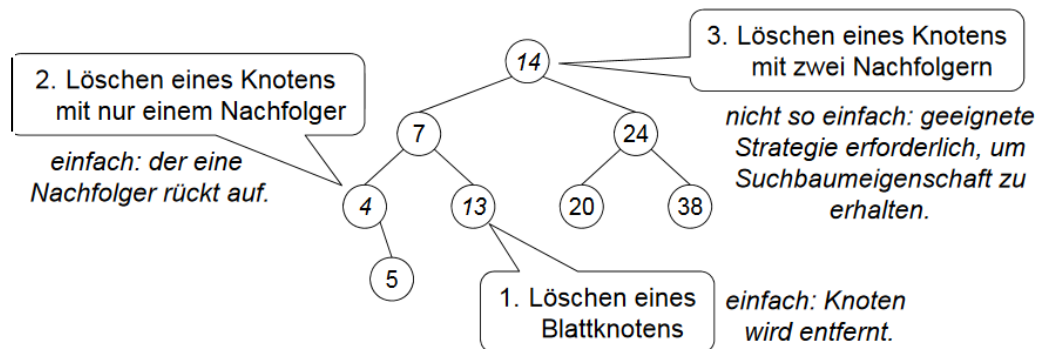 14
3. Löschen eines Knotens
mit zwei Nachfolgern
2. Löschen eines Knotens
mit nur einem Nachfolger
nicht so einfach: geeignete
Strategie erforderlich, um
Suchbaumeigenschaft zu
erhalten.
7
24
einfach: der eine
Nachfolger rückt auf.
4
13
20
38
5
1. Löschen eines
Blattknotens
einfach: Knoten
wird entfernt.